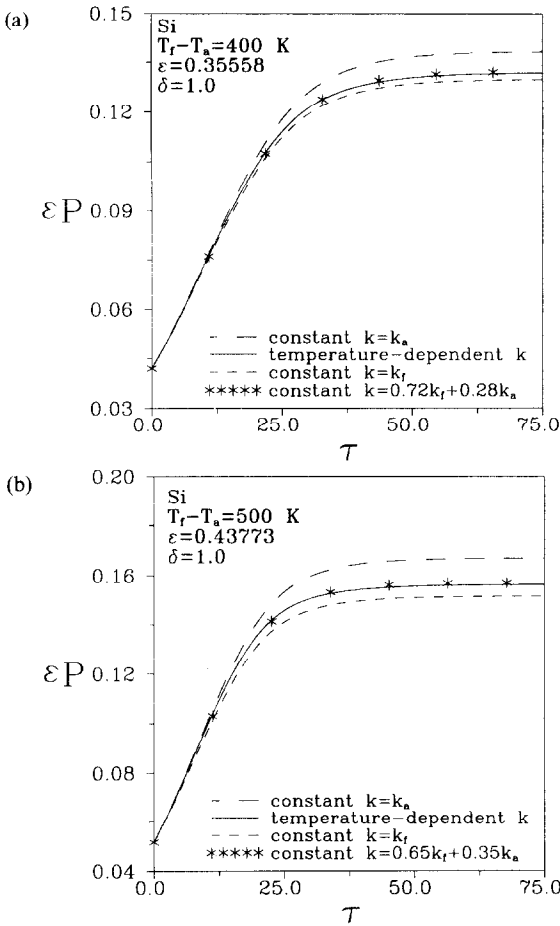 (a)
0.15
Si
T_f−T_a=400 K
ε=0.35558
δ=1.0
0.12
εP 0.09
0.06
— — constant k=k_a
—— temperature−dependent k
- - - - constant k=k_f
✶✶✶✶✶ constant k=0.72k_f+0.28k_a
0.03
0.0 25.0 50.0 75.0
τ
(b)
0.20
Si
T_f−T_a=500 K
ε=0.43773
δ=1.0
0.16
εP 0.12
0.08
— — constant k=k_a
—— temperature−dependent k
- - - - constant k=k_f
✶✶✶✶✶ constant k=0.65k_f+0.35k_a
0.04
0.0 25.0 50.0 75.0
τ